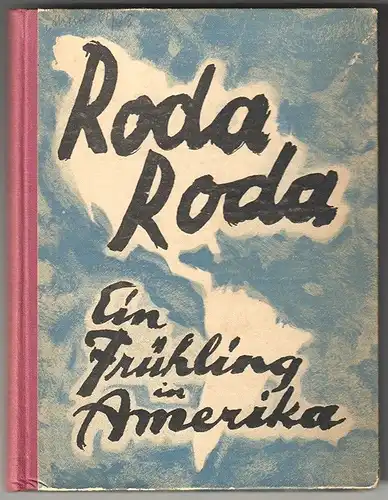 Roda
Roda
Ein
Frühling
in
Amerika